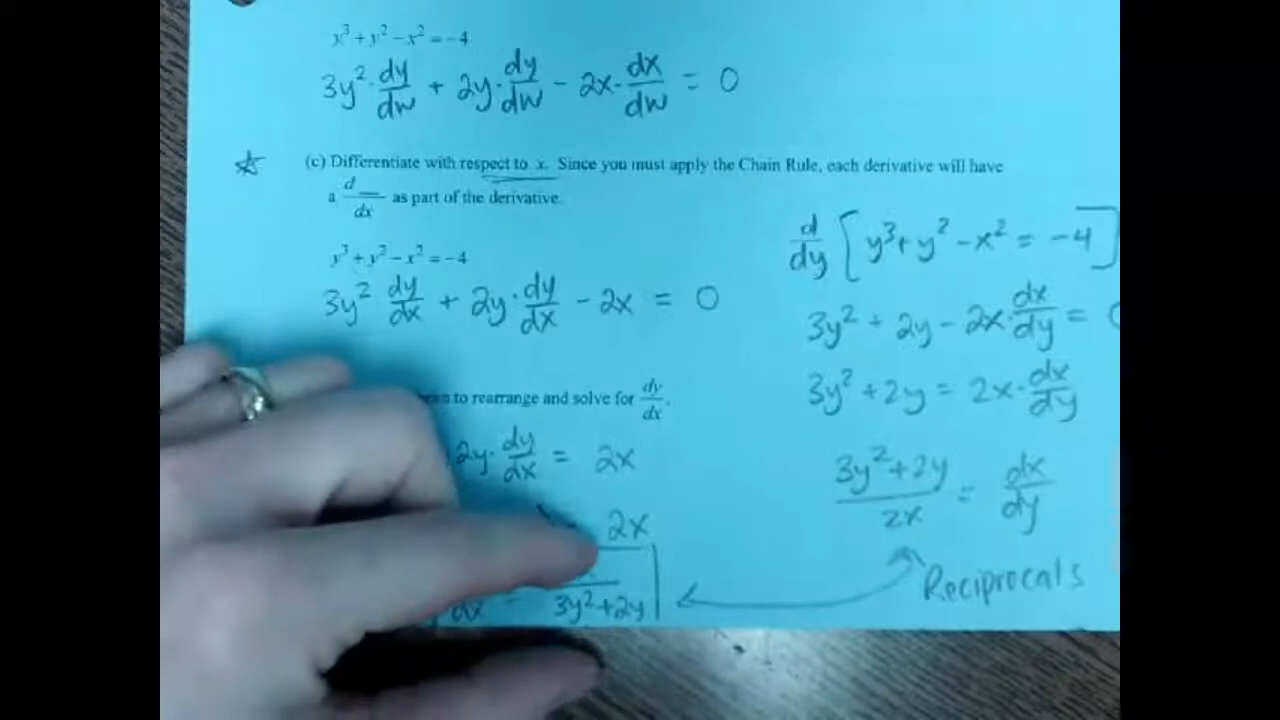 y³ + y² − x² = −4
3y² · dy/dw + 2y · dy/dw − 2x · dx/dw = 0
☆ (c) Differentiate with respect to x. Since you must apply the Chain Rule, each derivative will have
a d_/dx as part of the derivative.
y³ + y² − x² = −4
3y² dy/dx + 2y · dy/dx − 2x = 0
to rearrange and solve for dy/dx.
2y · dy/dx = 2x
2x
dx 3y²+2y
d/dy [y³ + y² − x² = −4]
3y² + 2y − 2x · dx/dy =
3y² + 2y = 2x · dx/dy
3y²+2y/2x = dx/dy
Reciprocals